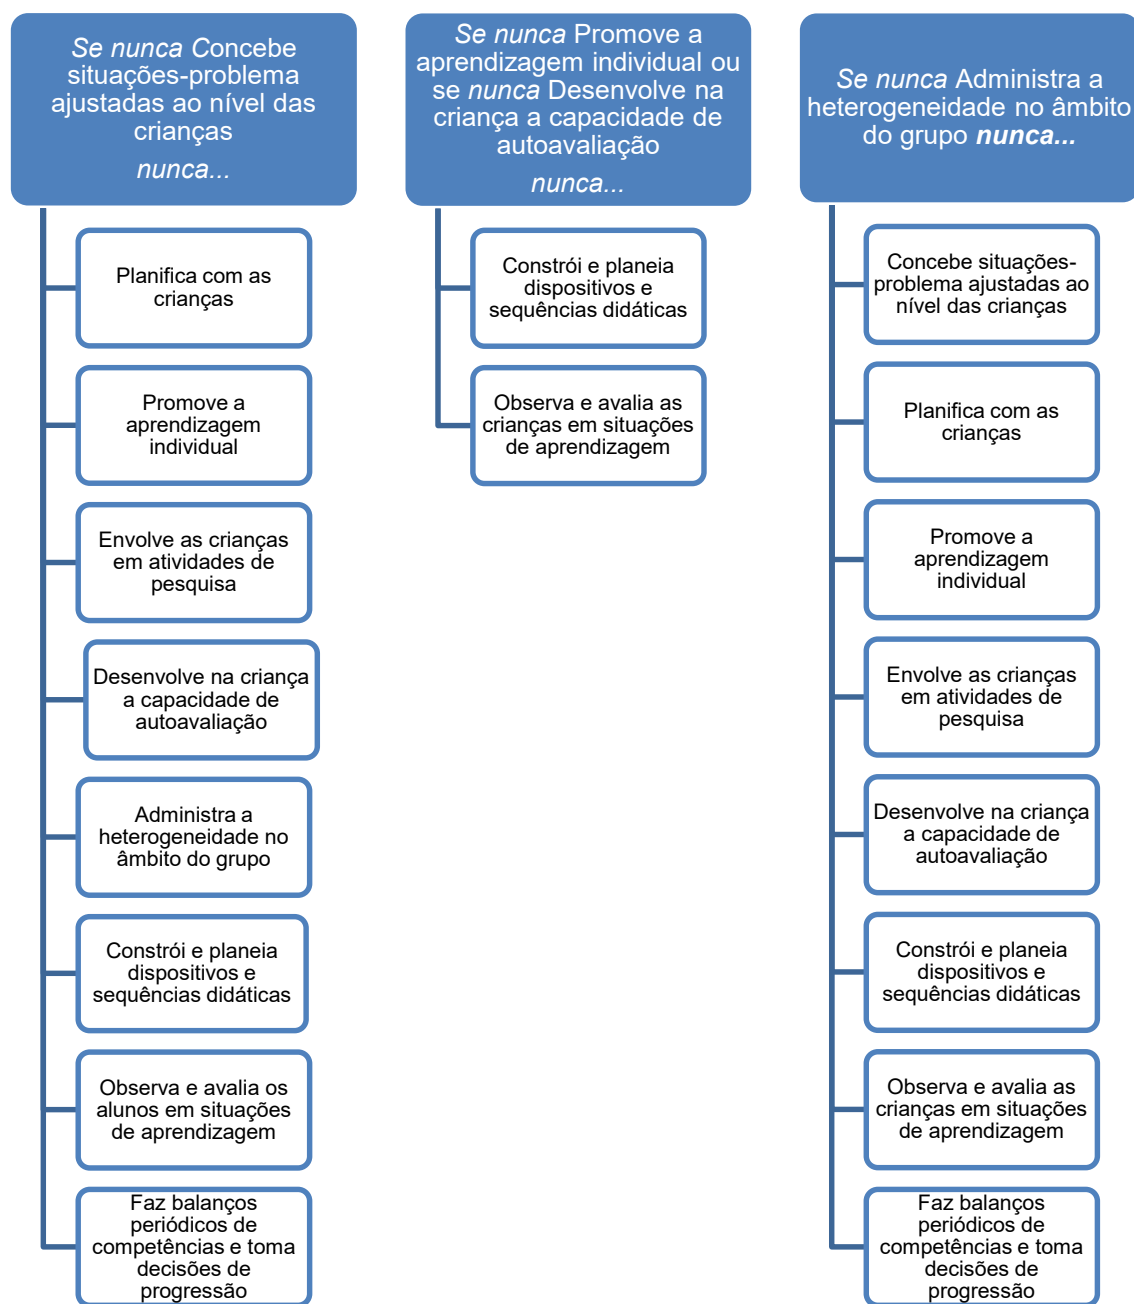 Se nunca Concebe
situações-problema
ajustadas ao nível das
crianças
nunca...
Planifica com as
crianças
Promove a
aprendizagem
individual
Envolve as crianças
em atividades de
pesquisa
Desenvolve na criança
a capacidade de
autoavaliação
Administra a
heterogeneidade no
âmbito do grupo
Constrói e planeia
dispositivos e
sequências didáticas
Observa e avalia os
alunos em situações
de aprendizagem
Faz balanços
periódicos de
competências e toma
decisões de
progressão
Se nunca Promove a
aprendizagem individual ou
se nunca Desenvolve na
criança a capacidade de
autoavaliação
nunca...
Constrói e planeia
dispositivos e
sequências didáticas
Observa e avalia as
crianças em situações
de aprendizagem
Se nunca Administra a
heterogeneidade no âmbito
do grupo nunca...
Concebe situações-
problema ajustadas ao
nível das crianças
Planifica com as
crianças
Promove a
aprendizagem
individual
Envolve as crianças
em atividades de
pesquisa
Desenvolve na criança
a capacidade de
autoavaliação
Constrói e planeia
dispositivos e
sequências didáticas
Observa e avalia as
crianças em situações
de aprendizagem
Faz balanços
periódicos de
competências e toma
decisões de
progressão